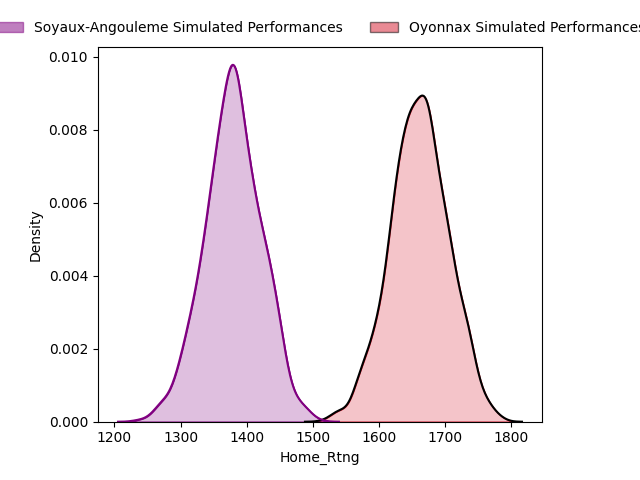 Soyaux-Angouleme Simulated Performances
Oyonnax Simulated Performances
0.010
0.008
0.006
0.004
0.002
0.000
Density
1200 1300 1400 1500 1600 1700 1800
Home_Rtng